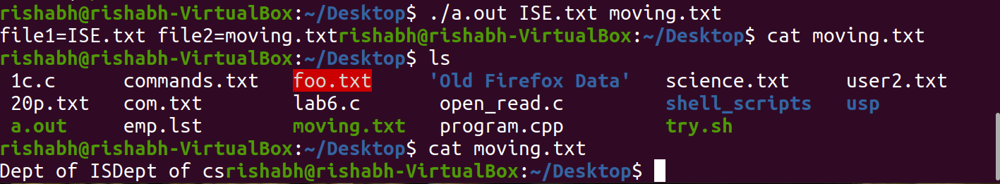 rishabh@rishabh-VirtualBox:~/Desktop$ ./a.out ISE.txt moving.txt
file1=ISE.txt file2=moving.txtrishabh@rishabh-VirtualBox:~/Desktop$ cat moving.txt
rishabh@rishabh-VirtualBox:~/Desktop$ ls
1c.c commands.txt foo.txt 'Old Firefox Data' science.txt user2.txt
20p.txt com.txt lab6.c open_read.c shell_scripts usp
a.out emp.lst moving.txt program.cpp try.sh
rishabh@rishabh-VirtualBox:~/Desktop$ cat moving.txt
Dept of ISDept of csrishabh@rishabh-VirtualBox:~/Desktop$